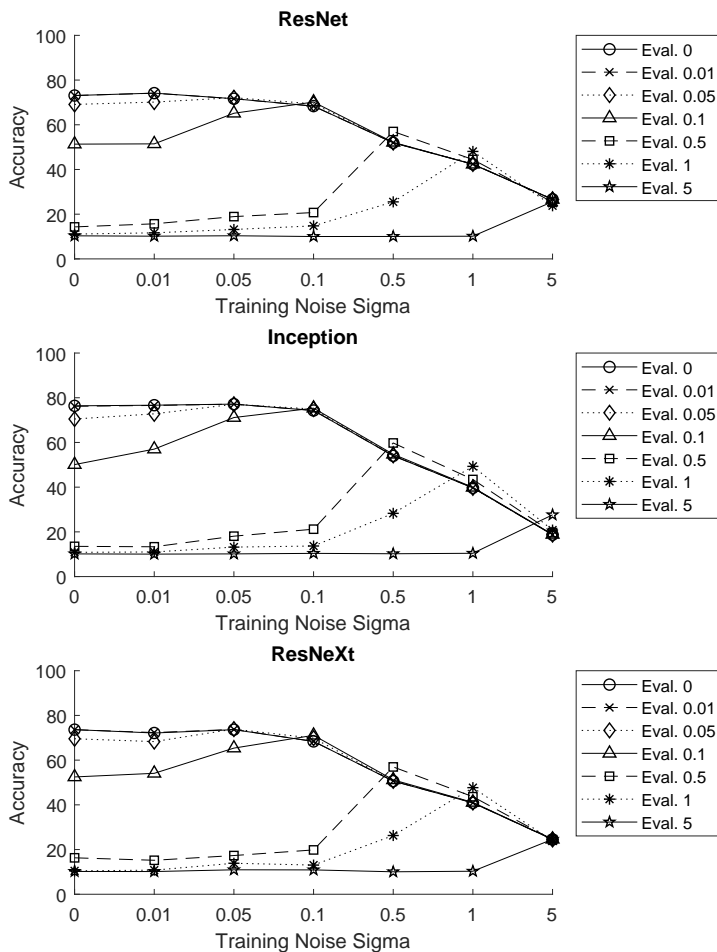 ResNet
100
80
60
40
20
0
Accuracy
0 0.01 0.05 0.1 0.5 1 5
Training Noise Sigma
Eval. 0
Eval. 0.01
Eval. 0.05
Eval. 0.1
Eval. 0.5
Eval. 1
Eval. 5
Inception
100
80
60
40
20
0
Accuracy
0 0.01 0.05 0.1 0.5 1 5
Training Noise Sigma
Eval. 0
Eval. 0.01
Eval. 0.05
Eval. 0.1
Eval. 0.5
Eval. 1
Eval. 5
ResNeXt
100
80
60
40
20
0
Accuracy
0 0.01 0.05 0.1 0.5 1 5
Training Noise Sigma
Eval. 0
Eval. 0.01
Eval. 0.05
Eval. 0.1
Eval. 0.5
Eval. 1
Eval. 5